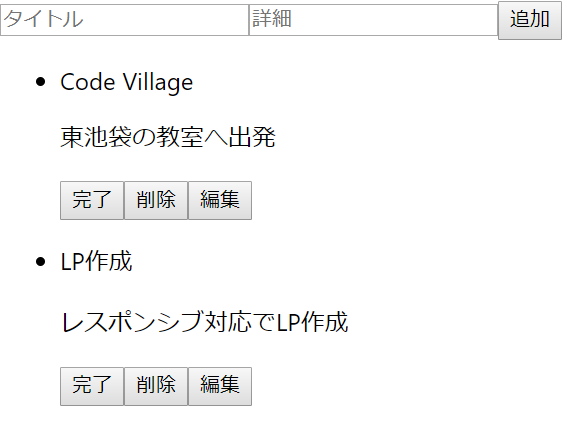 タイトル 詳細 追加
Code Village
東池袋の教室へ出発
完了 削除 編集
LP作成
レスポンシブ対応でLP作成
完了 削除 編集